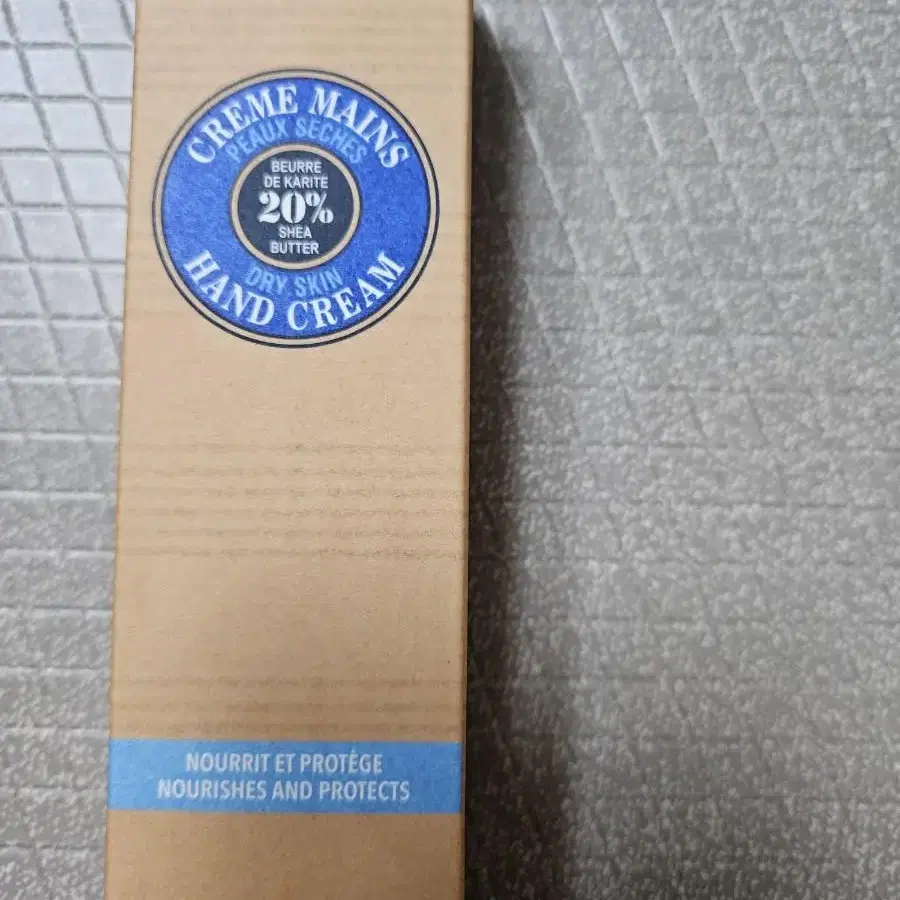 CREME MAINS
PEAUX SECHES
BEURRE
DE KARITE
20%
SHEA
BUTTER
DRY SKIN
HAND CREAM
NOURRIT ET PROTÈGE
NOURISHES AND PROTECTS